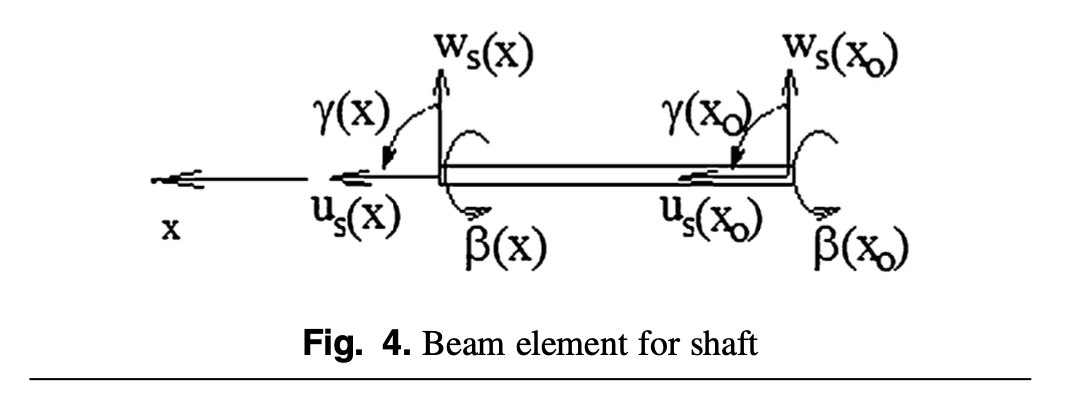 wₛ(x) wₛ(xₒ)
γ(x) γ(xₒ)
x uₛ(x) uₛ(xₒ)
β(x) β(xₒ)
Fig. 4. Beam element for shaft